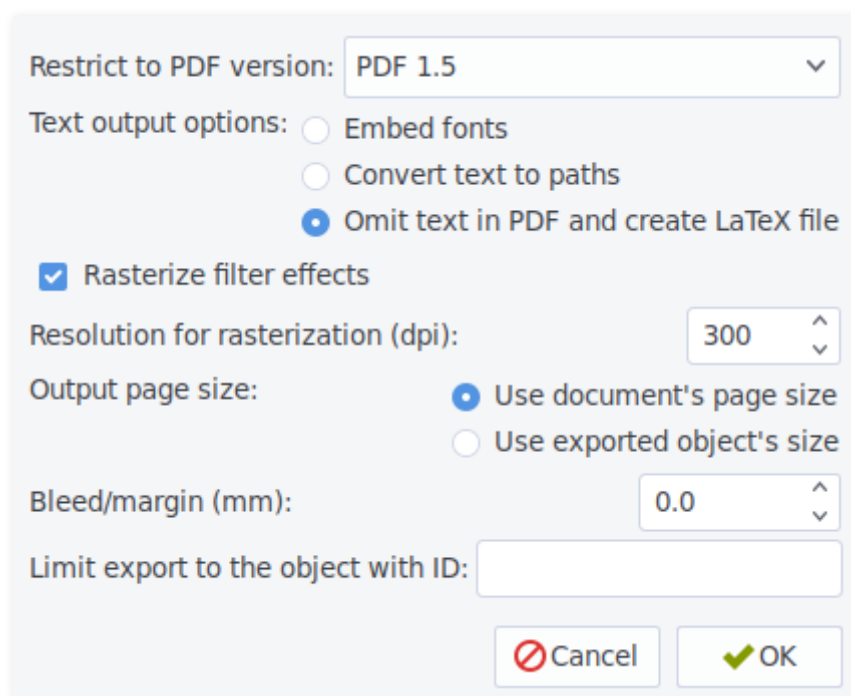 Restrict to PDF version: PDF 1.5
Text output options: Embed fonts
Convert text to paths
Omit text in PDF and create LaTeX file
Rasterize filter effects
Resolution for rasterization (dpi): 300
Output page size: Use document's page size
Use exported object's size
Bleed/margin (mm): 0.0
Limit export to the object with ID:
Cancel OK